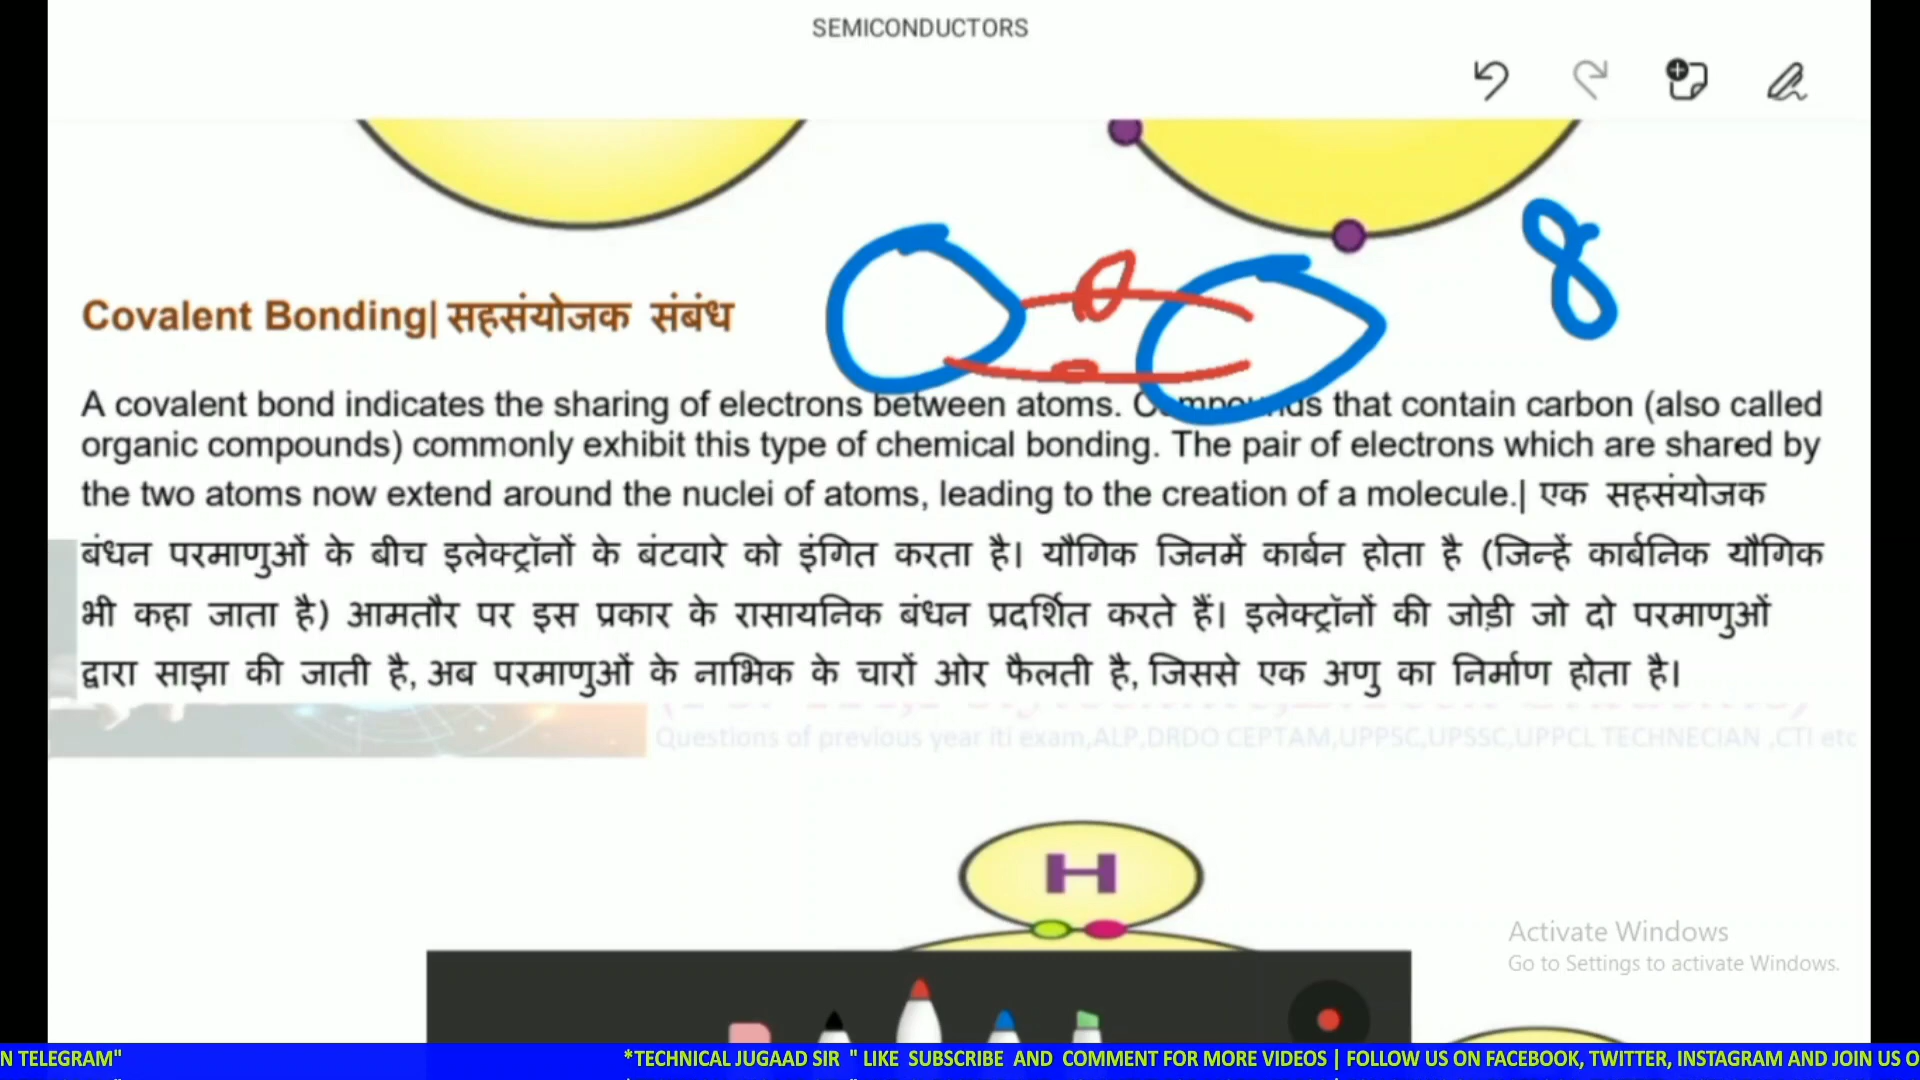 SEMICONDUCTORS
8
Covalent Bonding| सहसंयोजक संबंध
A covalent bond indicates the sharing of electrons between atoms. Compounds that contain carbon (also called
organic compounds) commonly exhibit this type of chemical bonding. The pair of electrons which are shared by
the two atoms now extend around the nuclei of atoms, leading to the creation of a molecule.| एक सहसंयोजक
बंधन परमाणुओं के बीच इलेक्ट्रॉनों के बंटवारे को इंगित करता है। यौगिक जिनमें कार्बन होता है (जिन्हें कार्बनिक यौगिक
भी कहा जाता है) आमतौर पर इस प्रकार के रासायनिक बंधन प्रदर्शित करते हैं। इलेक्ट्रॉनों की जोड़ी जो दो परमाणुओं
द्वारा साझा की जाती है, अब परमाणुओं के नाभिक के चारों ओर फैलती है, जिससे एक अणु का निर्माण होता है।
Questions of previous year iti exam,ALP,DRDO CEPTAM,UPPSC,UPSSC,UPPCL TECHNECIAN ,CTI etc
H
Activate Windows
Go to Settings to activate Windows.
N TELEGRAM" *TECHNICAL JUGAAD SIR " LIKE SUBSCRIBE AND COMMENT FOR MORE VIDEOS | FOLLOW US ON FACEBOOK, TWITTER, INSTAGRAM AND JOIN US O